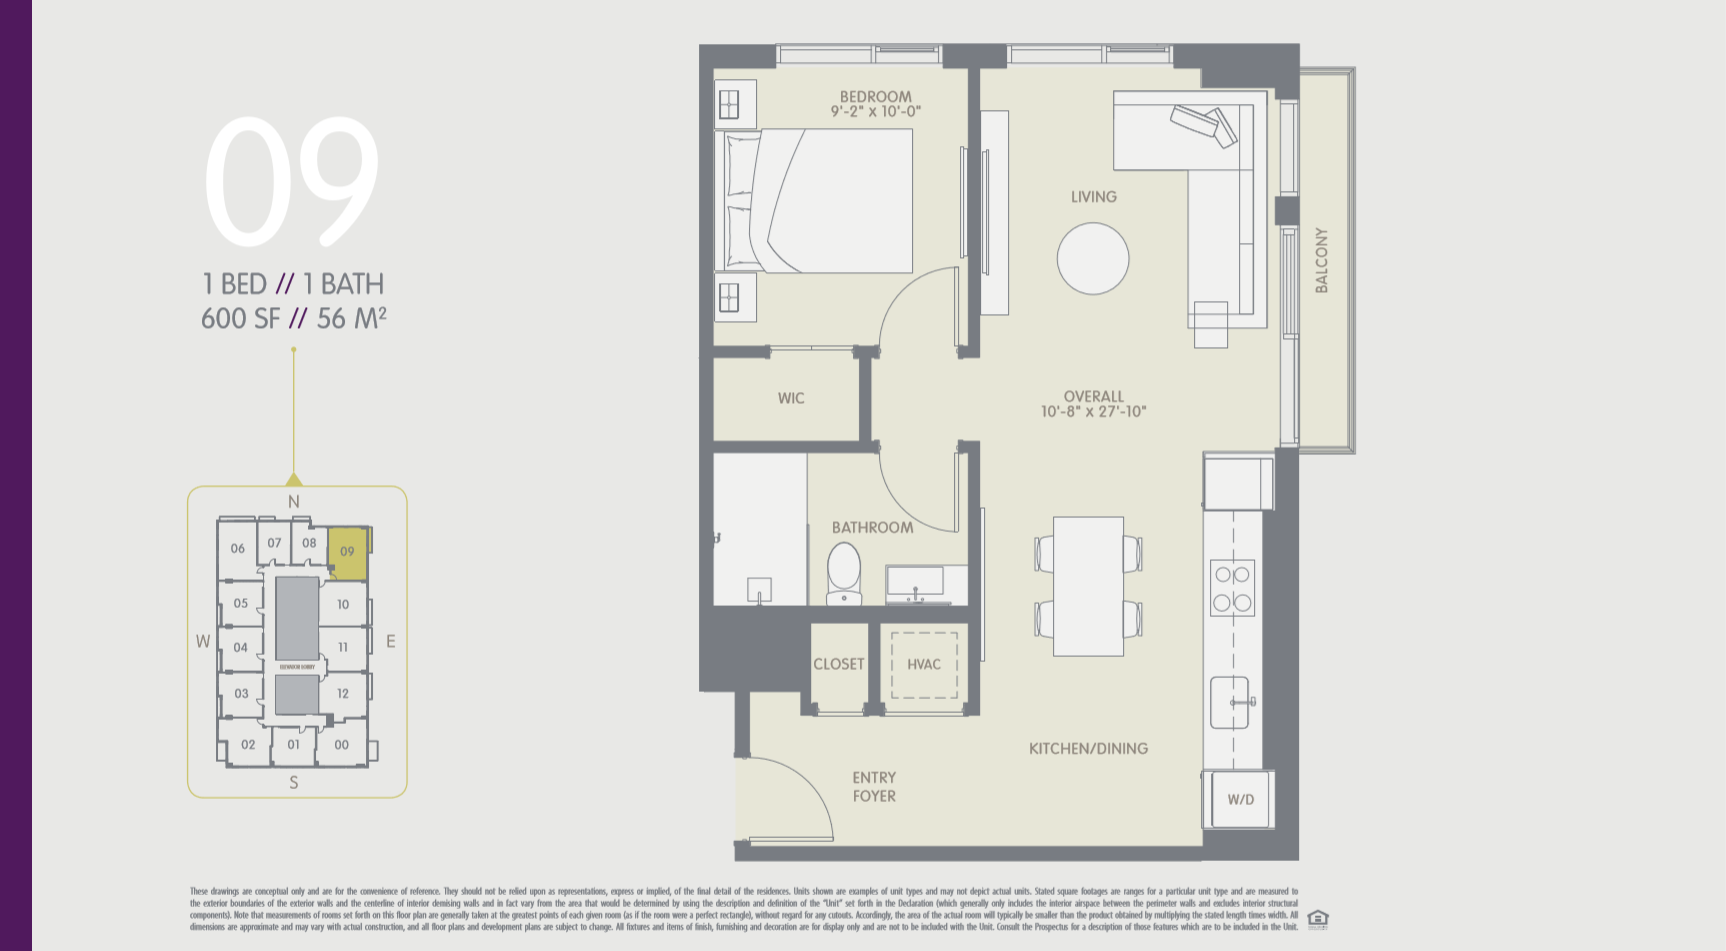 09
1 BED // 1 BATH
600 SF // 56 M²
N
06
07
08
09
05
10
W
04
11
E
ELEVATOR LOBBY
03
12
02
01
00
S
BEDROOM
9'-2" X 10'-0"
LIVING
BALCONY
WIC
OVERALL
10'-8" X 27'-10"
BATHROOM
CLOSET
HVAC
KITCHEN/DINING
ENTRY
FOYER
W/D
These drawings are conceptual only and are for the convenience of reference. They should not be relied upon as representations, express or implied, of the final detail of the residences. Units shown are examples of unit types and may not depict actual units. Stated square footages are ranges for a particular unit type and are measured to
the exterior boundaries of the exterior walls and the centerline of interior demising walls and in fact vary from the area that would be determined by using the description and definition of the "Unit" set forth in the Declaration (which generally only includes the interior airspace between the perimeter walls and excludes interior structural
components). Note that measurements of rooms set forth on this floor plan are generally taken at the greatest points of each given room (as if the room were a perfect rectangle), without regard for any cutouts. Accordingly, the area of the actual room will typically be smaller than the product obtained by multiplying the stated length times width. All
dimensions are approximate and may vary with actual construction, and all floor plans and development plans are subject to change. All fixtures and items of finish, furnishing and decoration are for display only and are not to be included with the Unit. Consult the Prospectus for a description of those features which are to be included in the Unit.